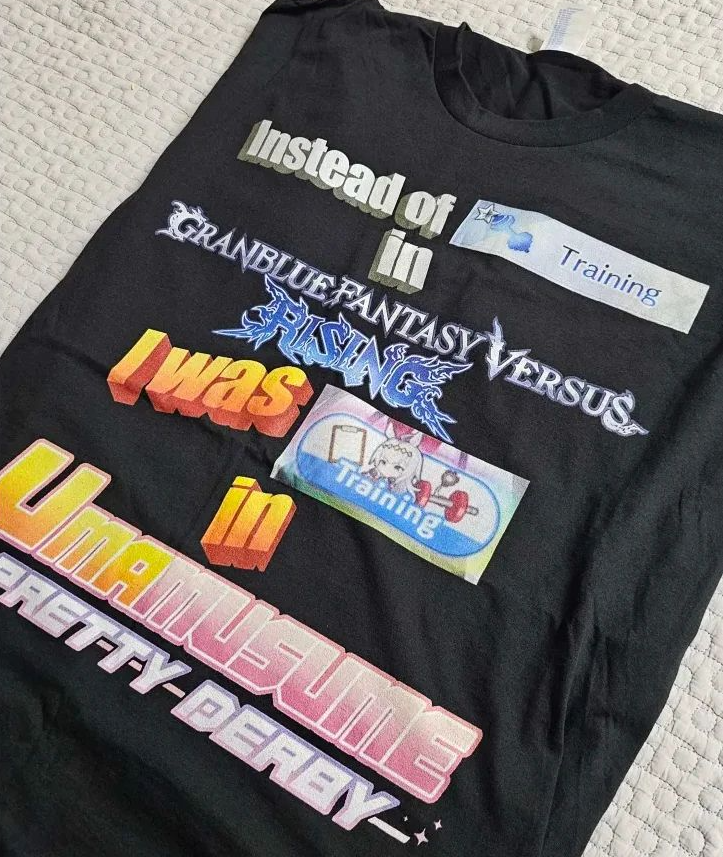 Instead of Training
in
GRANBLUE FANTASY VERSUS
RISING
I was Training
in
UMAMUSUME
PRETTY DERBY